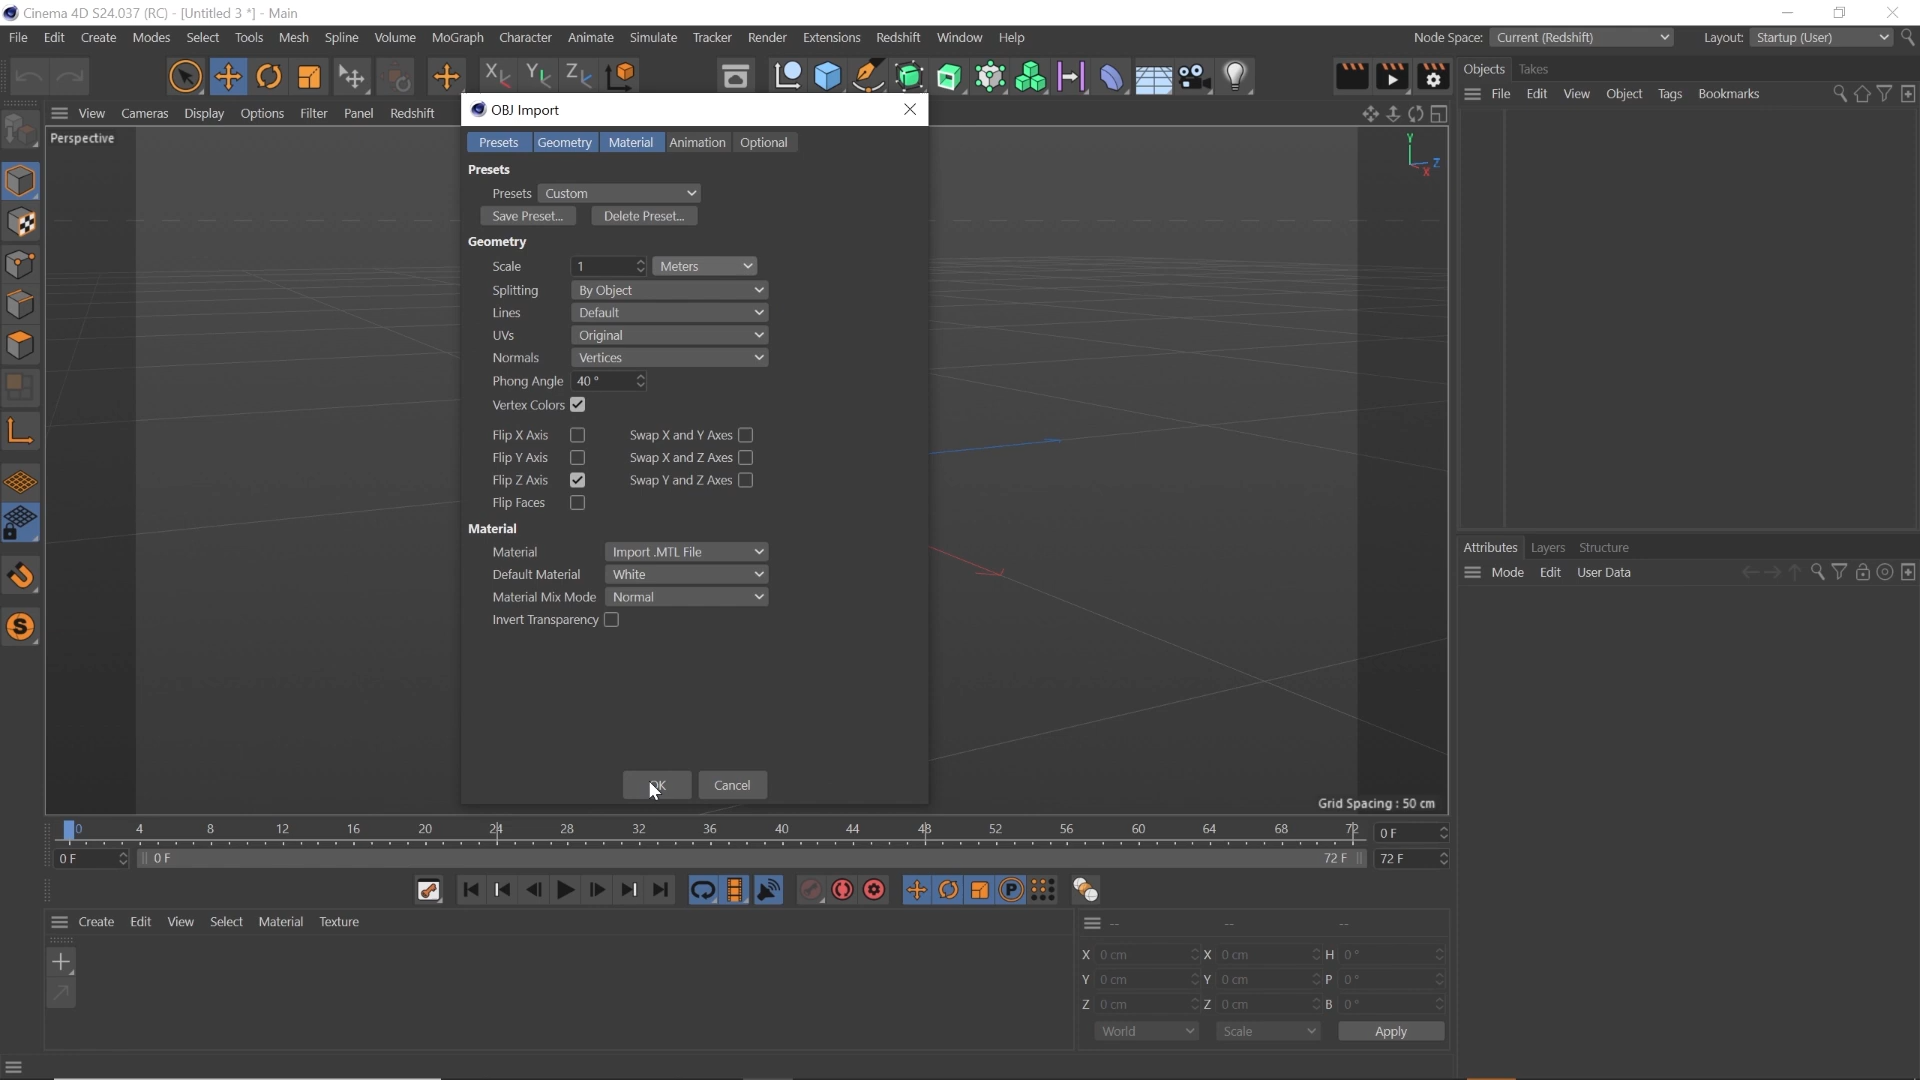 Cinema 4D S24.037 (RC) - [Untitled 3 *] - Main
File Edit Create Modes Select Tools Mesh Spline Volume MoGraph Character Animate Simulate Tracker Render Extensions Redshift Window Help Node Space: Current (Redshift) Layout: Startup (User)
X Y Z
Objects Takes
File Edit View Object Tags Bookmarks
View Cameras Display Options Filter Panel Redshift
Perspective
Y
Z
X
OBJ Import
Presets Geometry Material Animation Optional
Presets
Presets Custom
Save Preset... Delete Preset...
Geometry
Scale 1 Meters
Splitting By Object
Lines Default
UVs Original
Normals Vertices
Phong Angle 40 °
Vertex Colors
Flip X Axis Swap X and Y Axes
Flip Y Axis Swap X and Z Axes
Flip Z Axis Swap Y and Z Axes
Flip Faces
Material
Material Import .MTL File
Default Material White
Material Mix Mode Normal
Invert Transparency
OK Cancel
Grid Spacing : 50 cm
Attributes Layers Structure
Mode Edit User Data
0 4 8 12 16 20 24 28 32 36 40 44 48 52 56 60 64 68 72 0 F
0 F 0 F 72 F 72 F
P
S
Create Edit View Select Material Texture
-- -- --
X 0 cm X 0 cm H 0 °
Y 0 cm Y 0 cm P 0 °
Z 0 cm Z 0 cm B 0 °
World Scale Apply